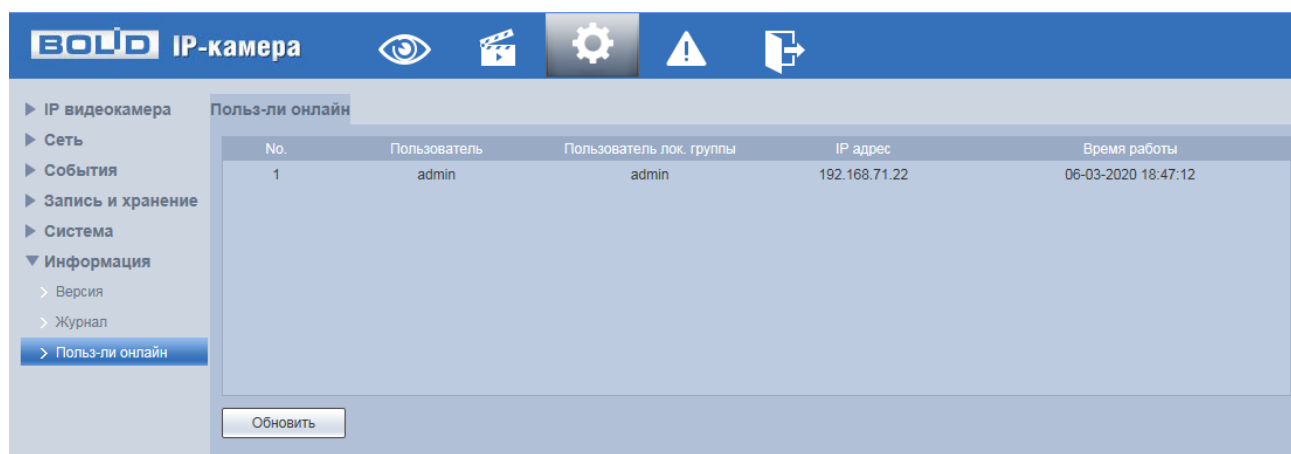 BOLID IP-камера
IP видеокамера
Сеть
События
Запись и хранение
Система
Информация
Версия
Журнал
Польз-ли онлайн
Польз-ли онлайн
No. Пользователь Пользователь лок. группы IP адрес Время работы
1 admin admin 192.168.71.22 06-03-2020 18:47:12
Обновить